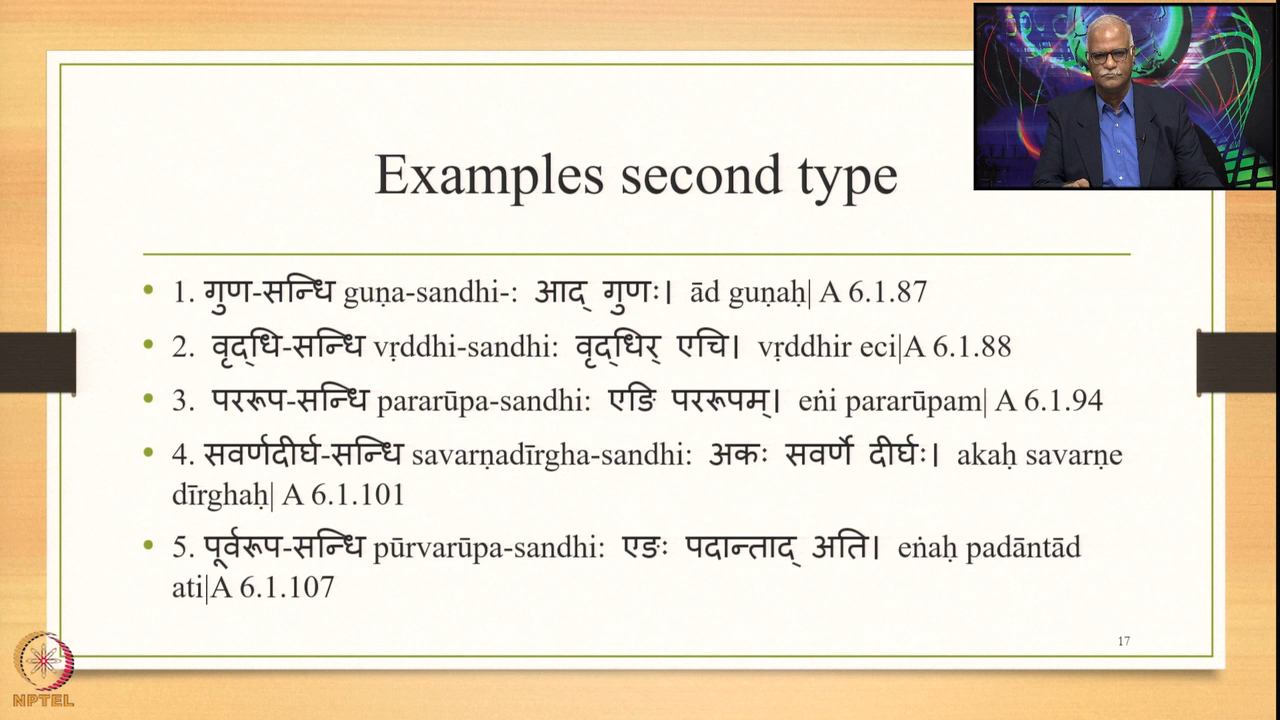 Examples second type
• 1. गुण-सन्धि guṇa-sandhi-: आद् गुणः। ād guṇaḥ| A 6.1.87
• 2. वृद्‌धि-सन्धि vṛddhi-sandhi: वृद्‌धिर् एचि। vṛddhir eci|A 6.1.88
• 3. पररूप-सन्धि pararūpa-sandhi: एङि पररूपम्। eṅi pararūpam| A 6.1.94
• 4. सवर्णदीर्घ-सन्धि savarṇadīrgha-sandhi: अकः सवर्णे दीर्घः। akaḥ savarṇe
dīrghaḥ| A 6.1.101
• 5. पूर्वरूप-सन्धि pūrvarūpa-sandhi: एङः पदान्ताद् अति। eṅaḥ padāntād
ati|A 6.1.107
17
NPTEL